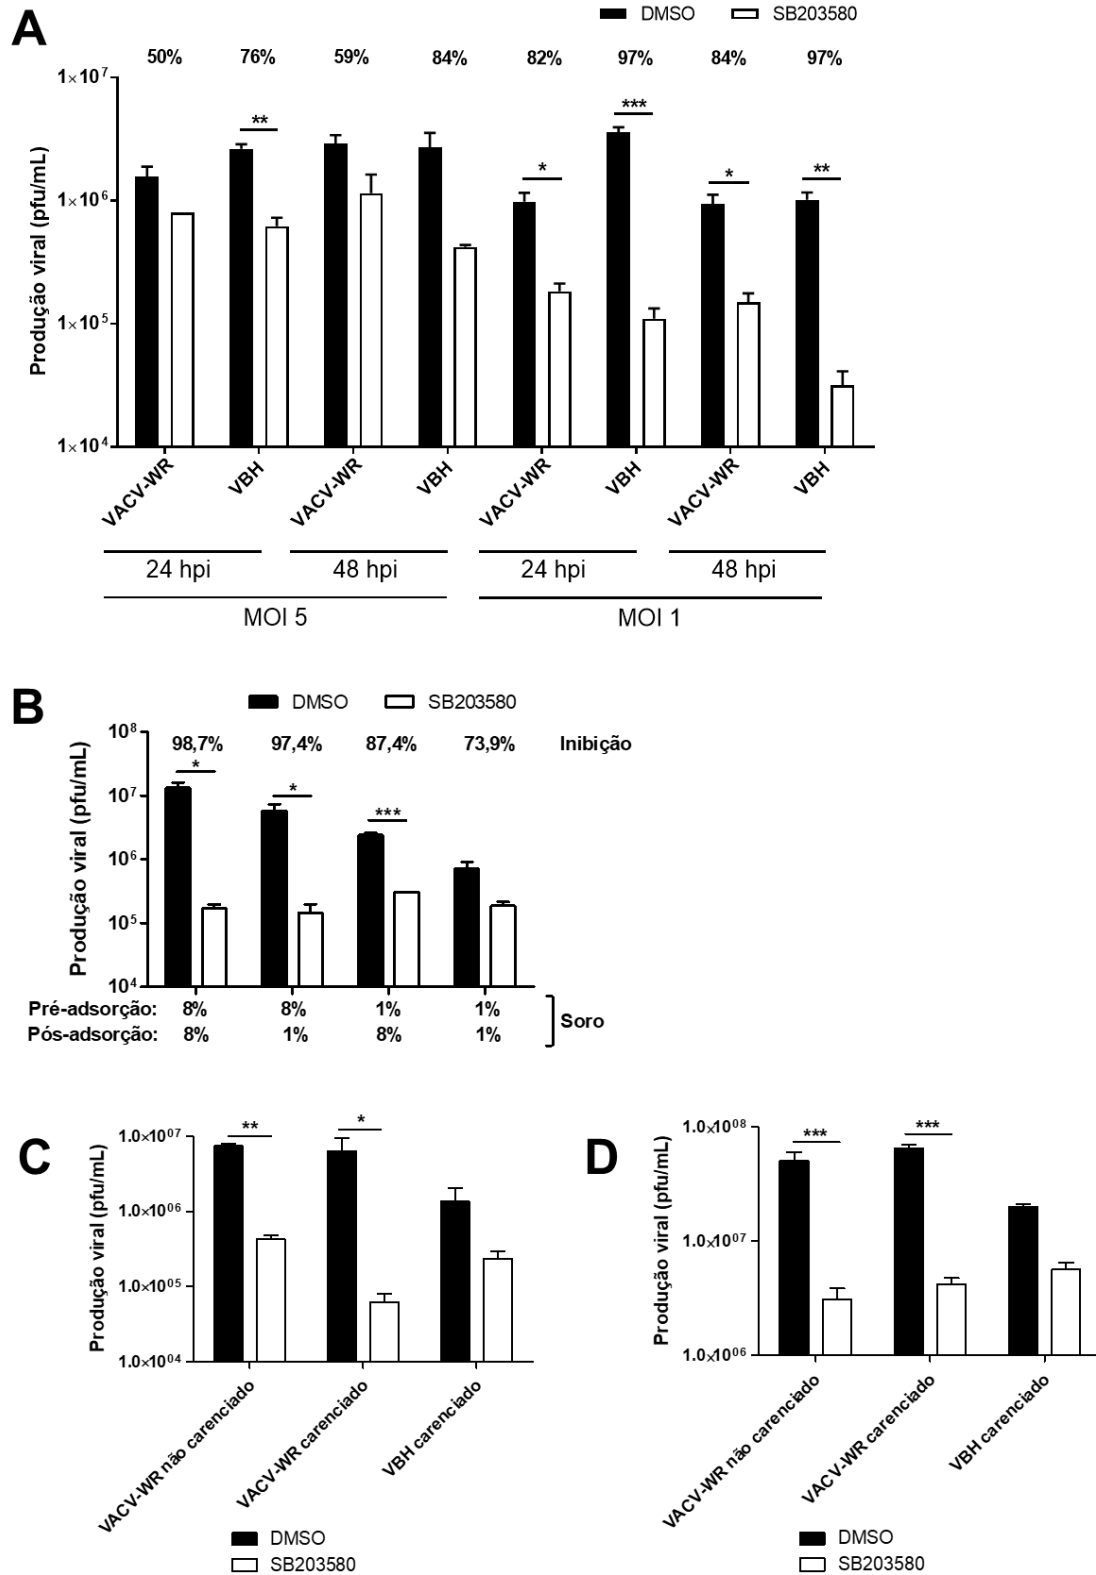 A
DMSO SB203580
50% 76% 59% 84% 82% 97% 84% 97%
Produção viral (pfu/mL)
1×10⁷
1×10⁶
1×10⁵
1×10⁴
** * *** * **
VACV-WR VBH VACV-WR VBH VACV-WR VBH VACV-WR VBH
24 hpi 48 hpi 24 hpi 48 hpi
MOI 5 MOI 1
B
DMSO SB203580
98,7% 97,4% 87,4% 73,9% Inibição
Produção viral (pfu/mL)
10⁸
10⁷
10⁶
10⁵
10⁴
* * ***
Pré-adsorção: 8% 8% 1% 1%
Pós-adsorção: 8% 1% 8% 1%
Soro
C
Produção viral (pfu/mL)
1.0×10⁰⁷
1.0×10⁰⁶
1.0×10⁰⁵
1.0×10⁰⁴
** *
VACV-WR não carenciado
VACV-WR carenciado
VBH carenciado
DMSO
SB203580
D
Produção viral (pfu/mL)
1.0×10⁰⁸
1.0×10⁰⁷
1.0×10⁰⁶
*** ***
VACV-WR não carenciado
VACV-WR carenciado
VBH carenciado
DMSO
SB203580